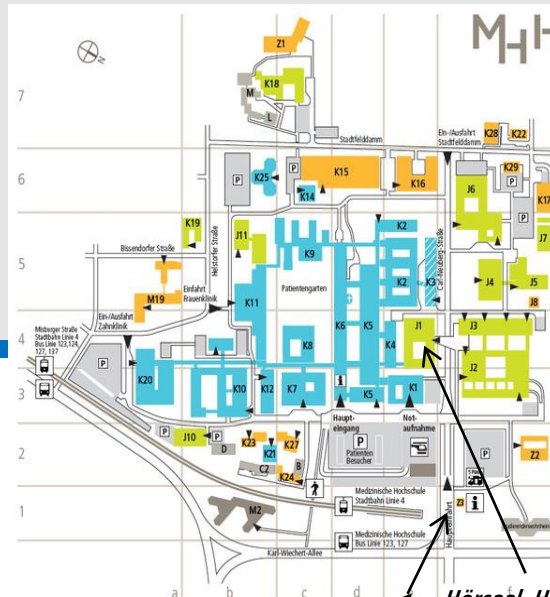 MHH
Z1
K18
M
L
7
Stadtfelddamm
Ein-/Ausfahrt
Stadtfelddamm
K28
K22
6
P
K25
P
K14
K15
K16
J6
K29
P
K17
P
K19
J11
K2
J7
Bissendorfer Straße
Helstorfer Straße
K9
Carl-Neuberg-Straße
5
K2
K3
J4
J5
Patientengarten
M19
Einfahrt
Frauenklinik
K11
J8
Ein-/Ausfahrt
Zahnklinik
K6
K5
J1
J3
Misburger Straße
Stadtbahn Linie 4
Bus Linie 123,124,
127, 137
4
K8
K4
P
J2
K20
K10
K12
K7
K5
K1
3
Haupt-
eingang
Not-
aufnahme
P
J10
P
D
K23
K27
K21
P
Patienten
Besucher
P
2
C2
B
K24
Z2
M2
Medizinische Hochschule
Stadtbahn Linie 4
Z3
1
Medizinische Hochschule
Bus Linie 123, 127
Haupteinfahrt
Karl-Wiechert-Allee
a
b
c
d
e
f
Hörsaal